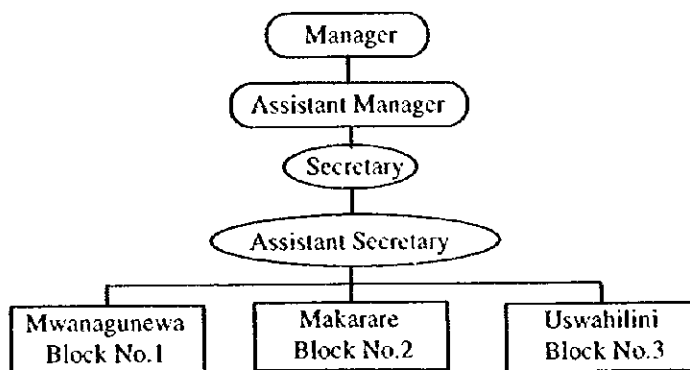 Manager
Assistant Manager
Secretary
Assistant Secretary
Mwanagunewa
Block No.1
Makarare
Block No.2
Uswahilini
Block No.3